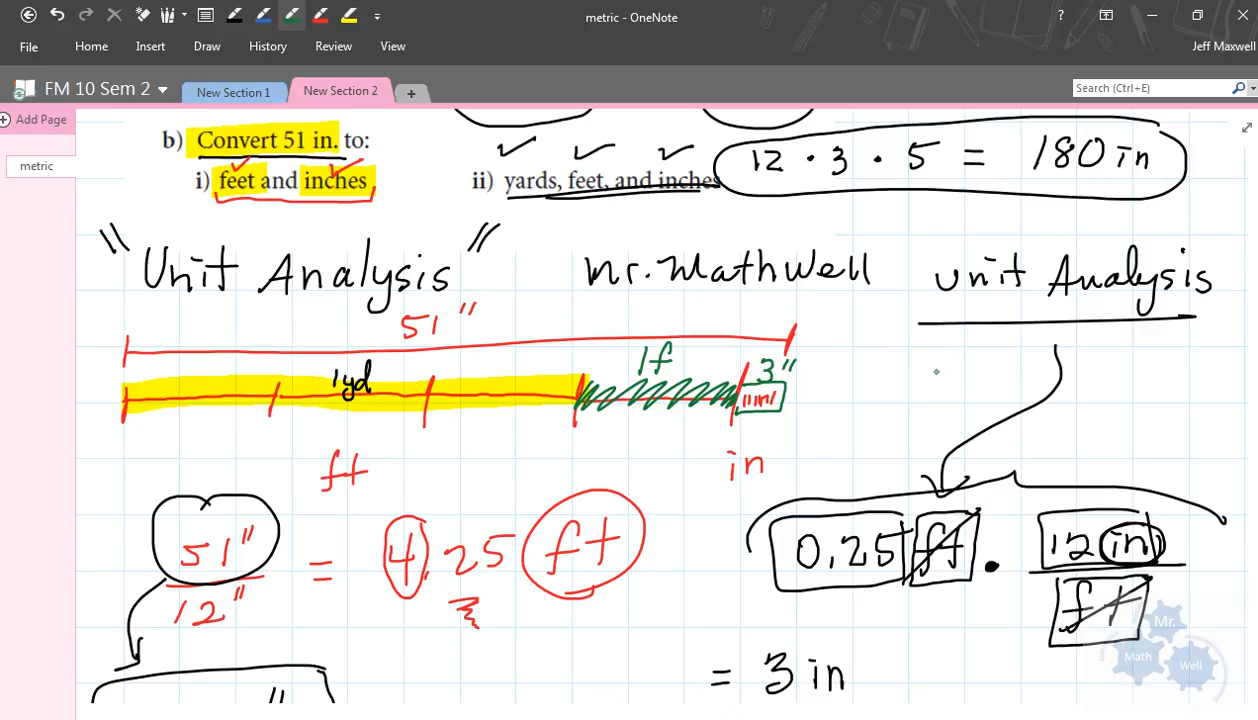 metric - OneNote
?
File Home Insert Draw History Review View
Jeff Maxwell
FM 10 Sem 2 New Section 1 New Section 2 +
Search (Ctrl+E)
Add Page
metric
b) Convert 51 in. to:
i) feet and inches
ii) yards, feet, and inches
12 · 3 · 5 = 180 in
"Unit Analysis"
Mr. MathWell
unit Analysis
51"
1yd
1f
3"
ft
in
51" / 12" = 4.25 ft
0.25 ft · 12 in / ft
= 3 in
Mr.
Math
Well